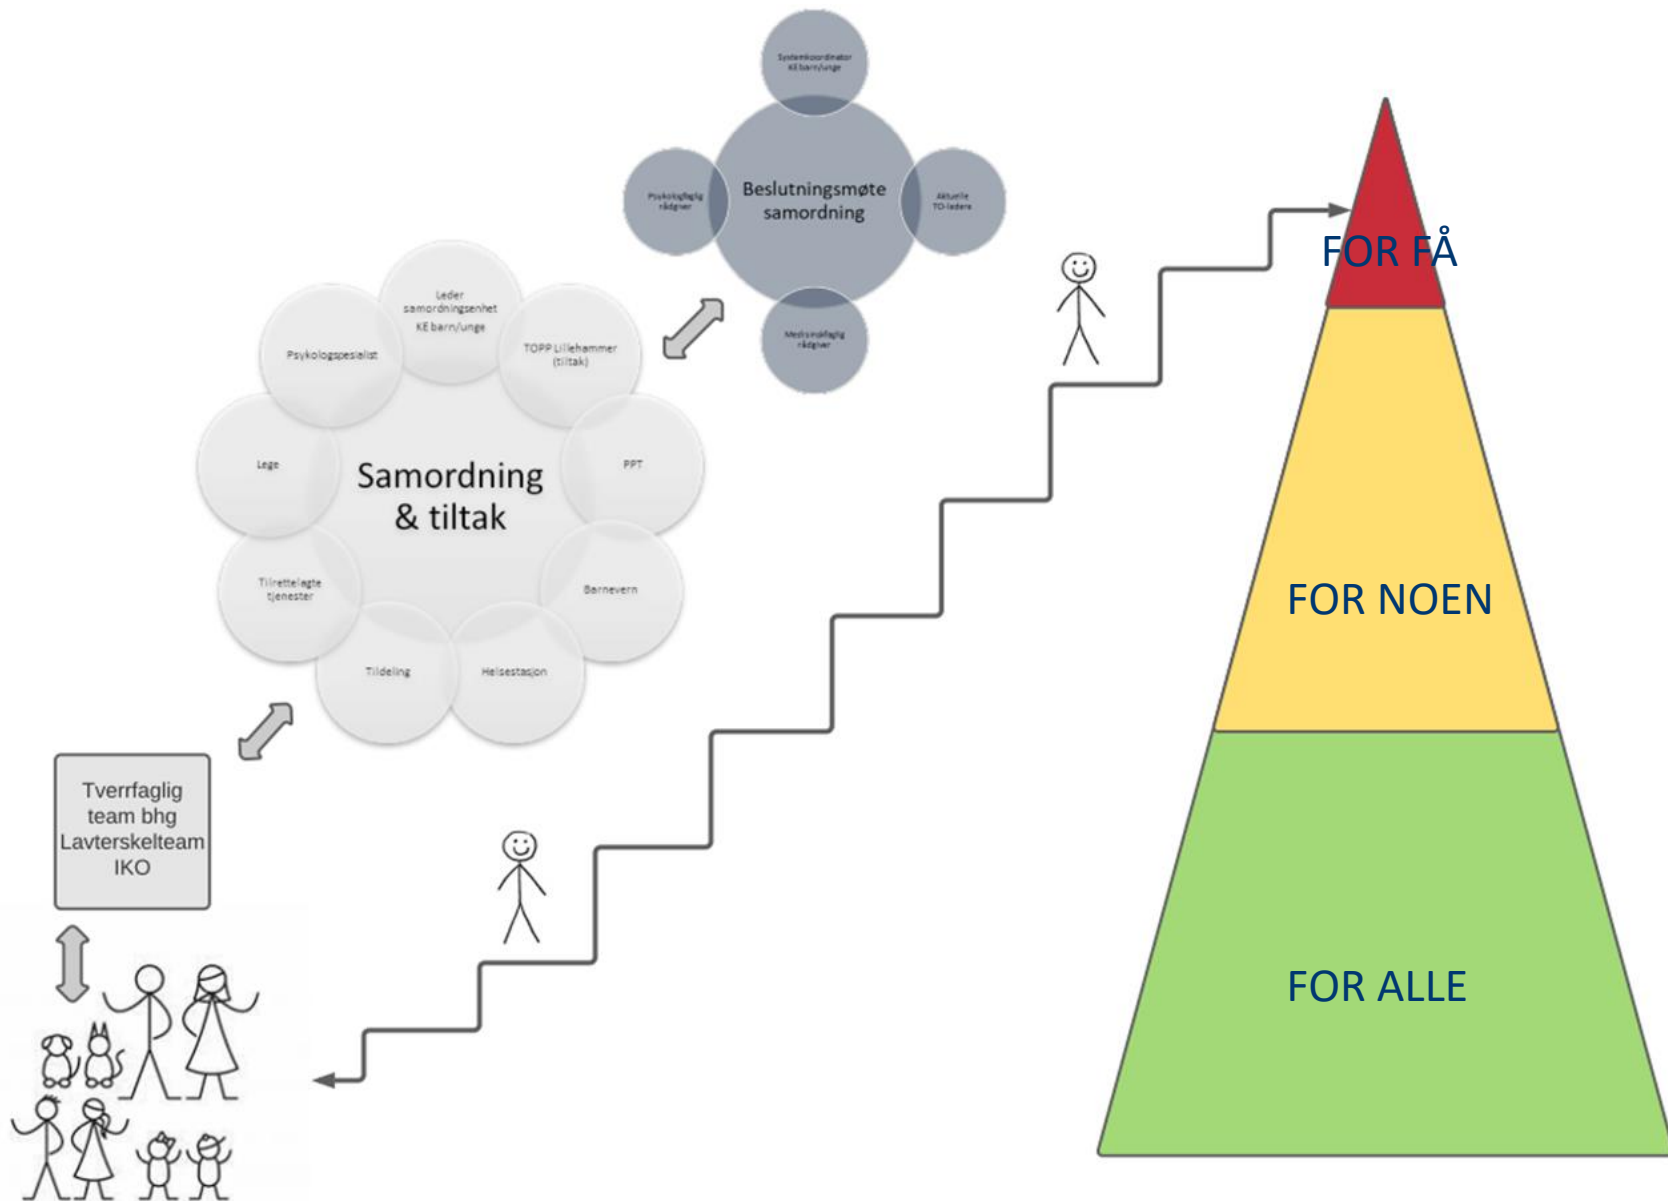 Systemkoordinator
KE barn/unge
Psykologfaglig
rådgiver
Beslutningsmøte
samordning
Aktuelle
TO-ledere
Medisinskfaglig
rådgiver
Leder
samordningsenhet
KE barn/unge
Psykologspesialist
TOPP Lillehammer
(tiltak)
Lege
PPT
Samordning
& tiltak
Tilrettelagte
tjenester
Barnevern
Tildeling
Helsestasjon
Tverrfaglig
team bhg
Lavterskelteam
IKO
FOR FÅ
FOR NOEN
FOR ALLE